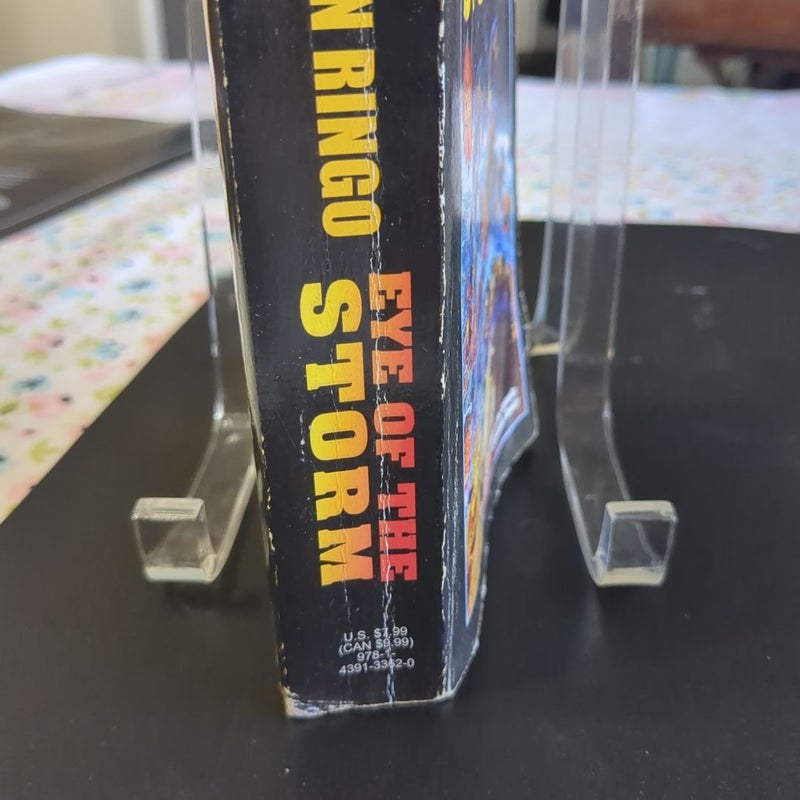 N RINGO
EYE OF THE
STORM
U.S. $7.99
(CAN $9.99)
978-1-
4391-3362-0